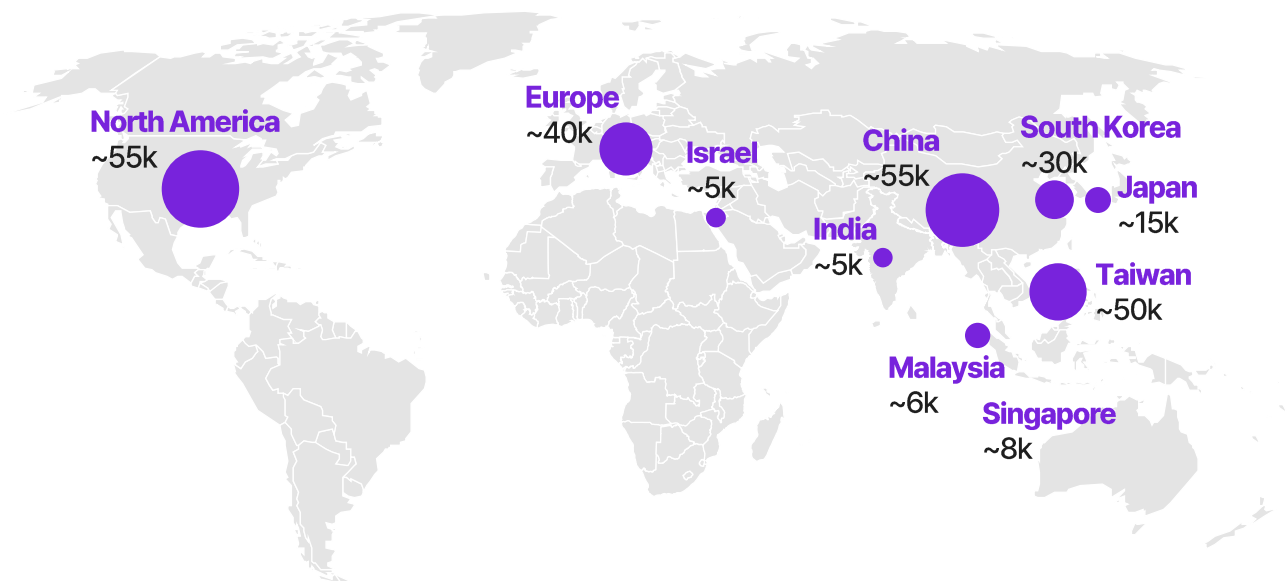 North America
~55k
Europe
~40k
Israel
~5k
China
~55k
India
~5k
South Korea
~30k
Japan
~15k
Taiwan
~50k
Malaysia
~6k
Singapore
~8k